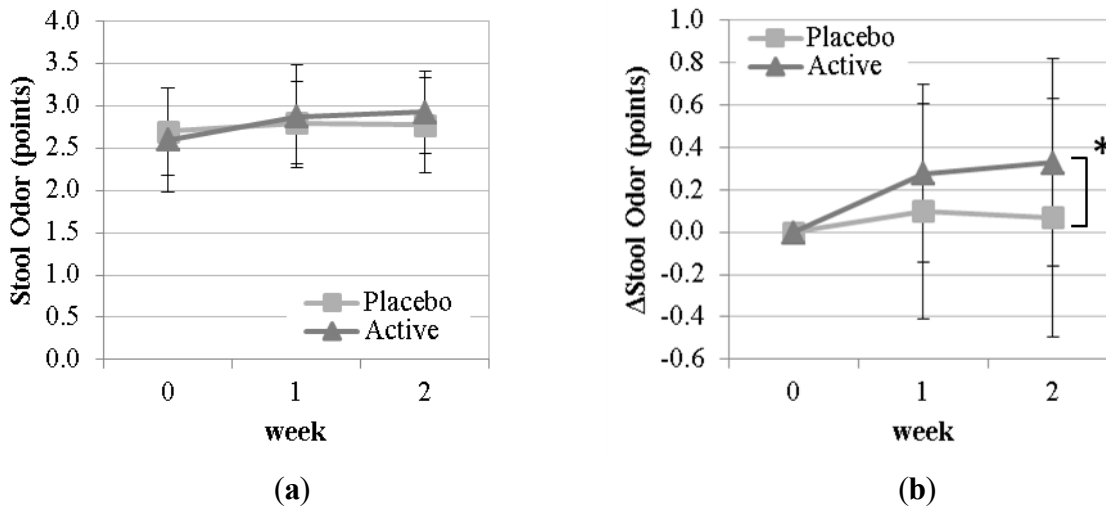 4.0
3.5
3.0
2.5
2.0
1.5
1.0
0.5
0.0
Stool Odor (points)
Placebo
Active
0 1 2
week
(a)
1.0
0.8
0.6
0.4
0.2
0.0
-0.2
-0.4
-0.6
ΔStool Odor (points)
Placebo
Active
*
0 1 2
week
(b)